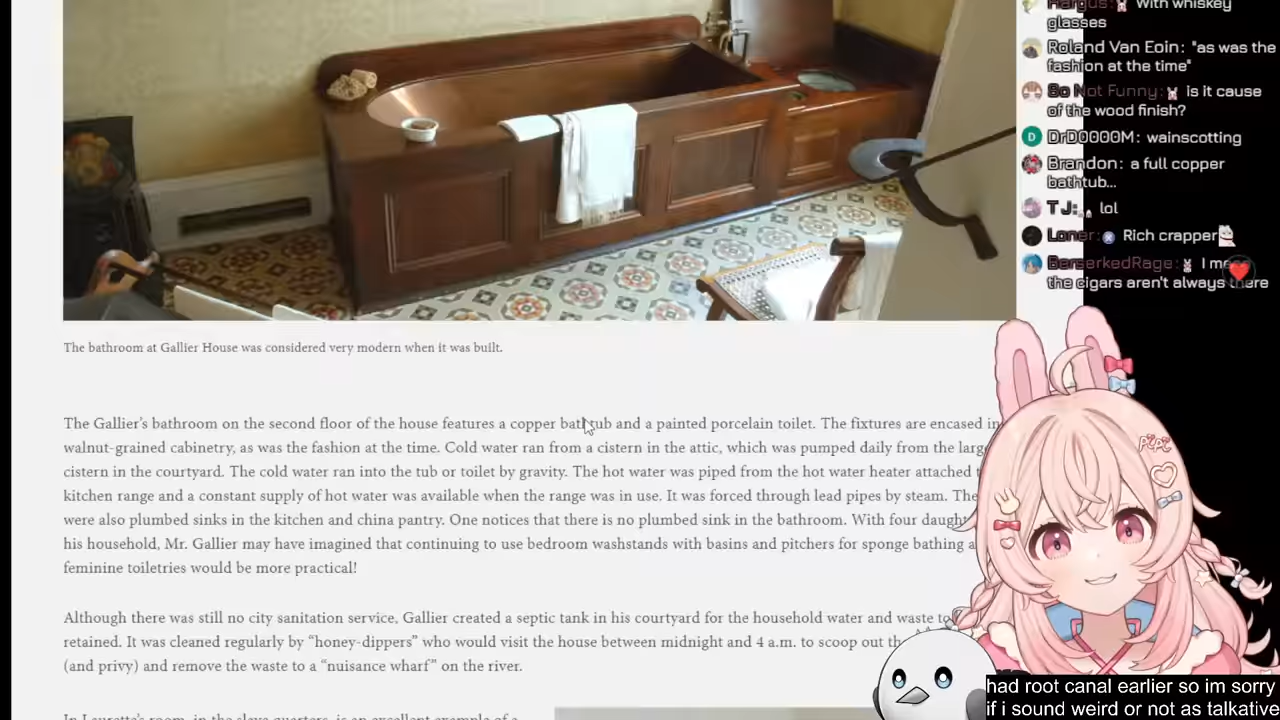 The bathroom at Gallier House was considered very modern when it was built.
The Gallier's bathroom on the second floor of the house features a copper bathtub and a painted porcelain toilet. The fixtures are encased in
walnut-grained cabinetry, as was the fashion at the time. Cold water ran from a cistern in the attic, which was pumped daily from the large
cistern in the courtyard. The cold water ran into the tub or toilet by gravity. The hot water was piped from the hot water heater attached
kitchen range and a constant supply of hot water was available when the range was in use. It was forced through lead pipes by steam. The
were also plumbed sinks in the kitchen and china pantry. One notices that there is no plumbed sink in the bathroom. With four
his household, Mr. Gallier may have imagined that continuing to use bedroom washstands with basins and pitchers for sponge bathing
feminine toiletries would be more practical!
Although there was still no city sanitation service, Gallier created a septic tank in his courtyard for the household water and waste to
retained. It was cleaned regularly by “honey-dippers” who would visit the house between midnight and 4 a.m. to scoop out
(and privy) and remove the waste to a “nuisance wharf” on the river.
With whiskey
glasses
Roland Van Eoin: "as was the
fashion at the time"
So Not Funny: is it cause
of the wood finish?
D
DrD0000M: wainscotting
Brandon: a full copper
bathtub...
T J: lol
Loner: Rich crapper
BerserkedRage: I
the cigars aren't always there
PiPi
had root canal earlier so im sorry
if i sound weird or not as talkative